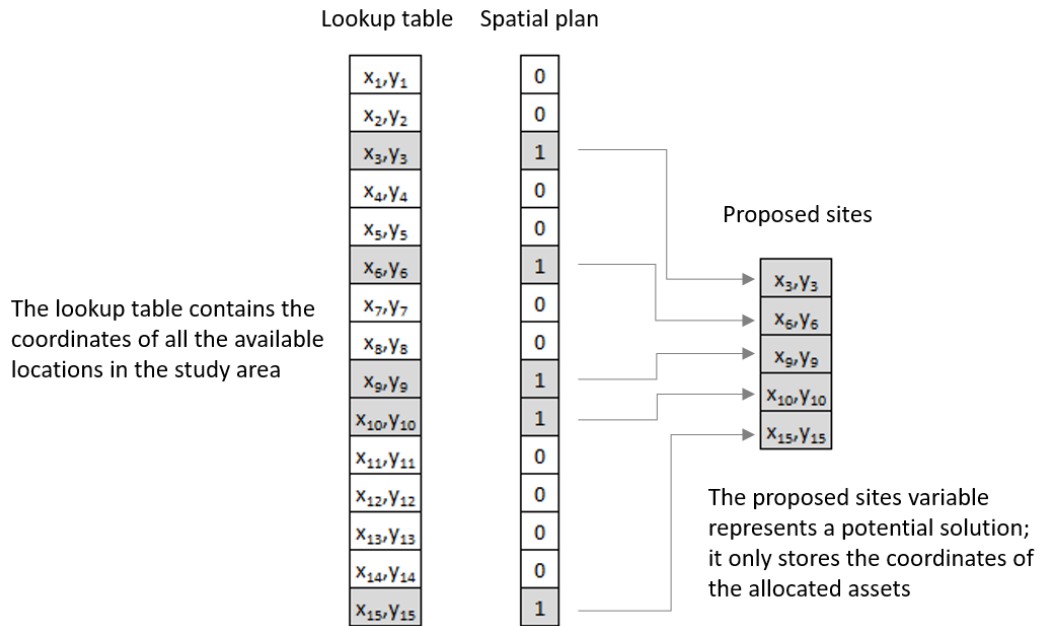 Lookup table
Spatial plan
x₁,y₁
0
x₂,y₂
0
x₃,y₃
1
x₄,y₄
0
x₅,y₅
0
x₆,y₆
1
x₇,y₇
0
x₈,y₈
0
x₉,y₉
1
x₁₀,y₁₀
1
x₁₁,y₁₁
0
x₁₂,y₁₂
0
x₁₃,y₁₃
0
x₁₄,y₁₄
0
x₁₅,y₁₅
1
The lookup table contains the
coordinates of all the available
locations in the study area
Proposed sites
x₃,y₃
x₆,y₆
x₉,y₉
x₁₀,y₁₀
x₁₅,y₁₅
The proposed sites variable
represents a potential solution;
it only stores the coordinates of
the allocated assets